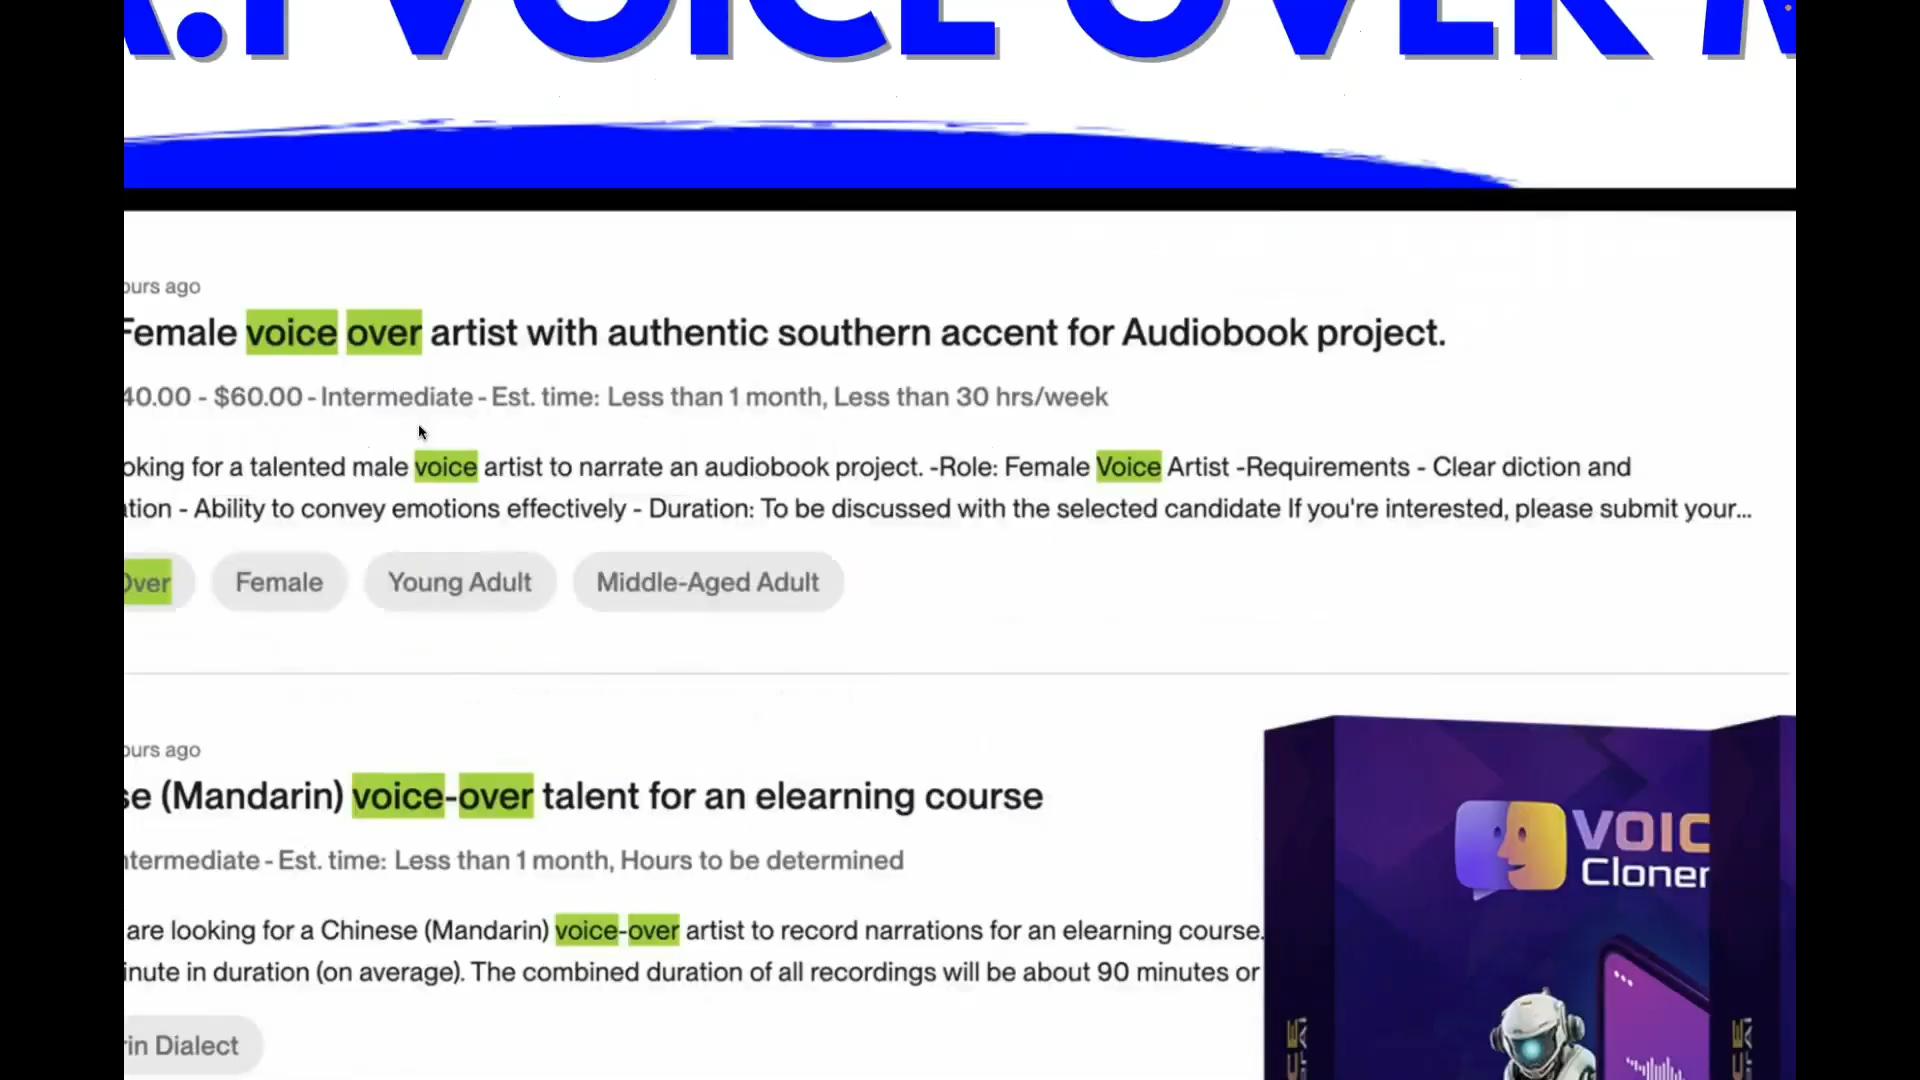 A.I VOICE OVER
ours ago
Female voice over artist with authentic southern accent for Audiobook project.
40.00 - $60.00 - Intermediate - Est. time: Less than 1 month, Less than 30 hrs/week
oking for a talented male voice artist to narrate an audiobook project. -Role: Female Voice Artist -Requirements - Clear diction and
ation - Ability to convey emotions effectively - Duration: To be discussed with the selected candidate If you're interested, please submit your...
Over Female Young Adult Middle-Aged Adult
ours ago
se (Mandarin) voice-over talent for an elearning course
ntermediate - Est. time: Less than 1 month, Hours to be determined
are looking for a Chinese (Mandarin) voice-over artist to record narrations for an elearning course.
inute in duration (on average). The combined duration of all recordings will be about 90 minutes or
rin Dialect
VOIC
Cloner